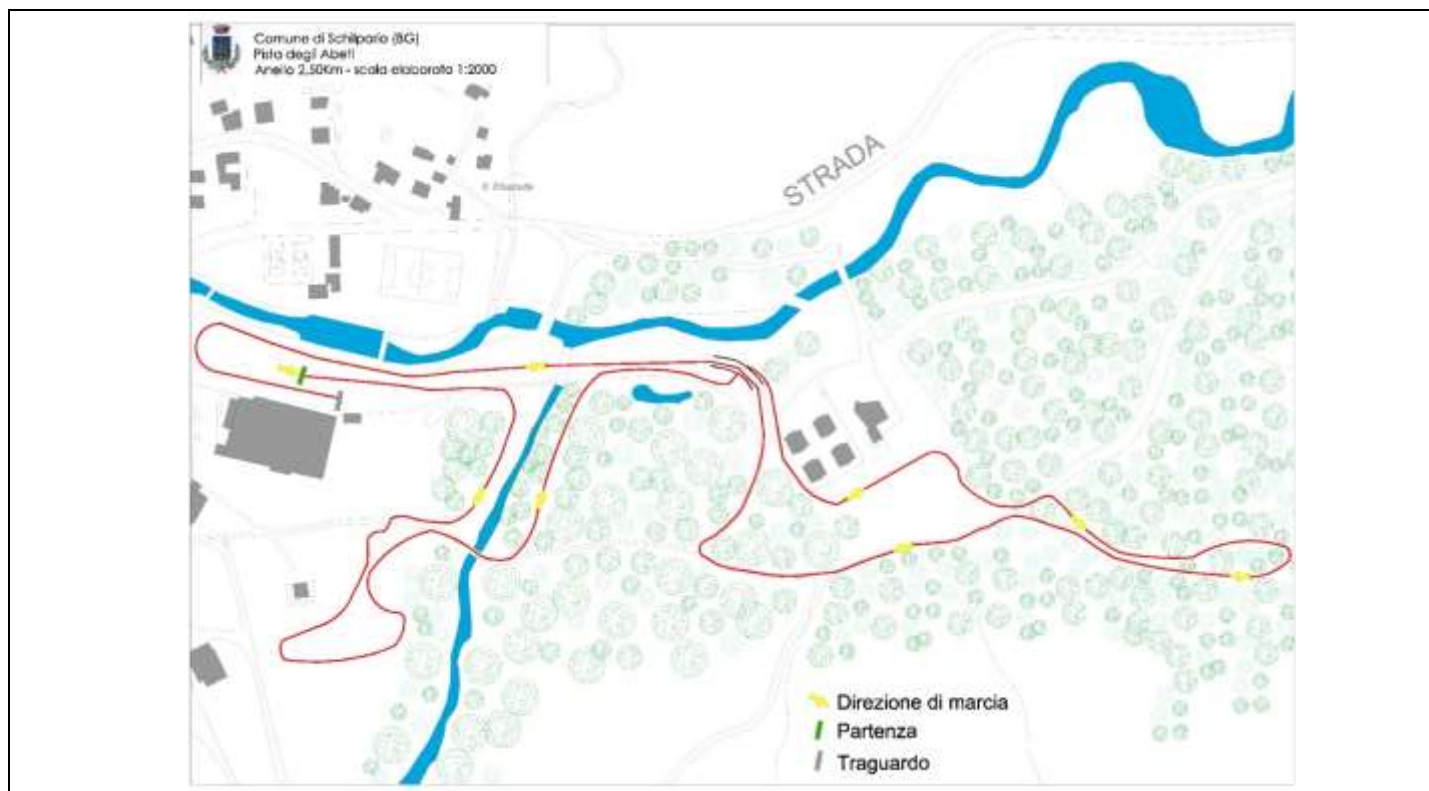 Comune di Schilpario (BG)
Pista degli Abeti
Anello 2,50Km - scala elaborata 1:2000
STRADA
Direzione di marcia
Partenza
Traguardo